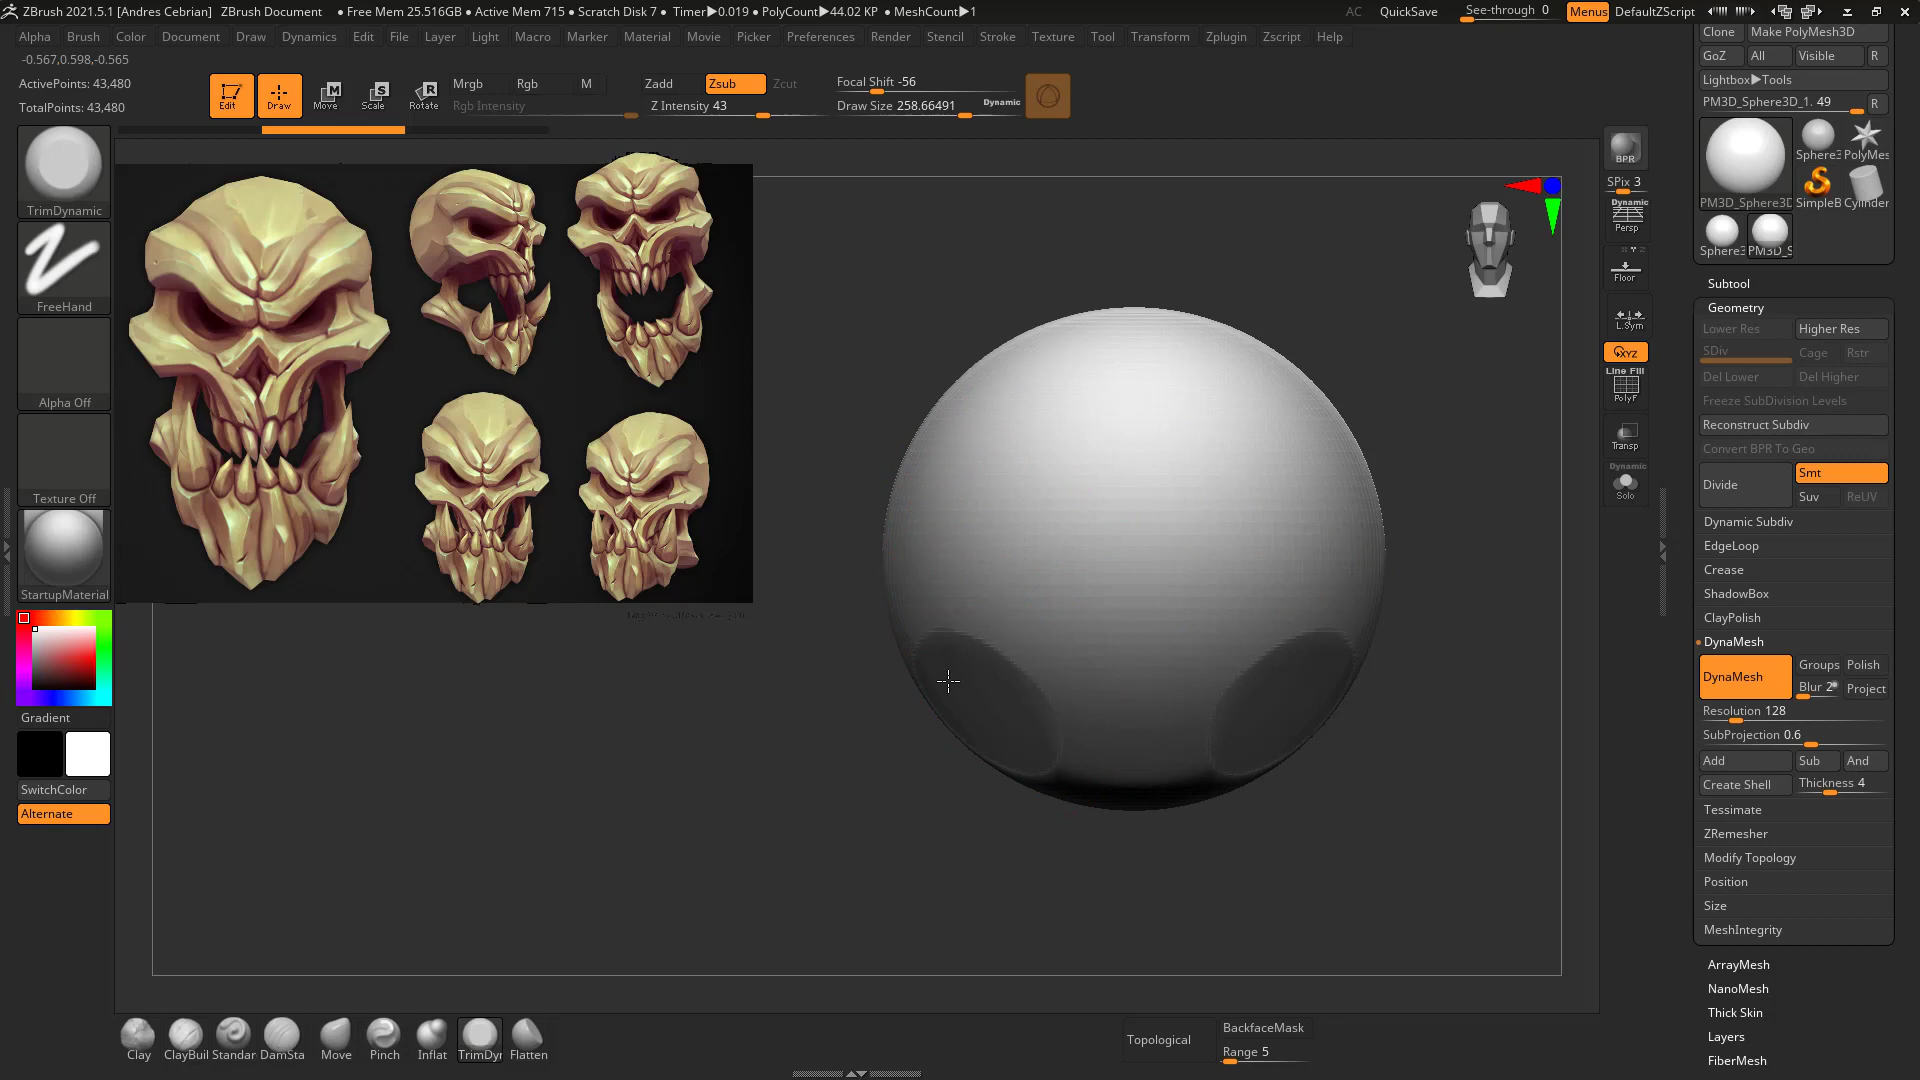 ZBrush 2021.5.1 [Andres Cebrian] ZBrush Document • Free Mem 25.516GB • Active Mem 715 • Scratch Disk 7 • Timer▶0.019 • PolyCount▶44.02 KP • MeshCount▶1 AC QuickSave See-through 0 Menus DefaultZScript
Alpha Brush Color Document Draw Dynamics Edit File Layer Light Macro Marker Material Movie Picker Preferences Render Stencil Stroke Texture Tool Transform Zplugin Zscript Help
-0.567,0.598,-0.565
ActivePoints: 43,480
TotalPoints: 43,480
Edit Draw Move Scale Rotate
Mrgb Rgb M
Rgb Intensity
Zadd Zsub Zcut
Z Intensity 43
Focal Shift -56
Draw Size 258.66491 Dynamic
TrimDynamic
FreeHand
Alpha Off
Texture Off
StartupMaterial
Gradient
SwitchColor
Alternate
BPR
SPix 3
Dynamic
Persp
Floor
L.Sym
XYZ
Line Fill
PolyF
Transp
Dynamic
Solo
Clone Make PolyMesh3D
GoZ All Visible R
Lightbox▶Tools
PM3D_Sphere3D_1. 49 R
Sphere3 PolyMes
PM3D_Sphere3D SimpleB Cylinder
Sphere3 PM3D_S
Subtool
Geometry
Lower Res Higher Res
SDiv Cage Rstr
Del Lower Del Higher
Freeze SubDivision Levels
Reconstruct Subdiv
Convert BPR To Geo
Divide Smt
Suv ReUV
Dynamic Subdiv
EdgeLoop
Crease
ShadowBox
ClayPolish
DynaMesh
DynaMesh Groups Polish
Blur 2 Project
Resolution 128
SubProjection 0.6
Add Sub And
Create Shell Thickness 4
Tessimate
ZRemesher
Modify Topology
Position
Size
MeshIntegrity
ArrayMesh
NanoMesh
Thick Skin
Layers
FiberMesh
Clay ClayBuil Standar DamSta Move Pinch Inflat TrimDyn Flatten
Topological
BackfaceMask
Range 5